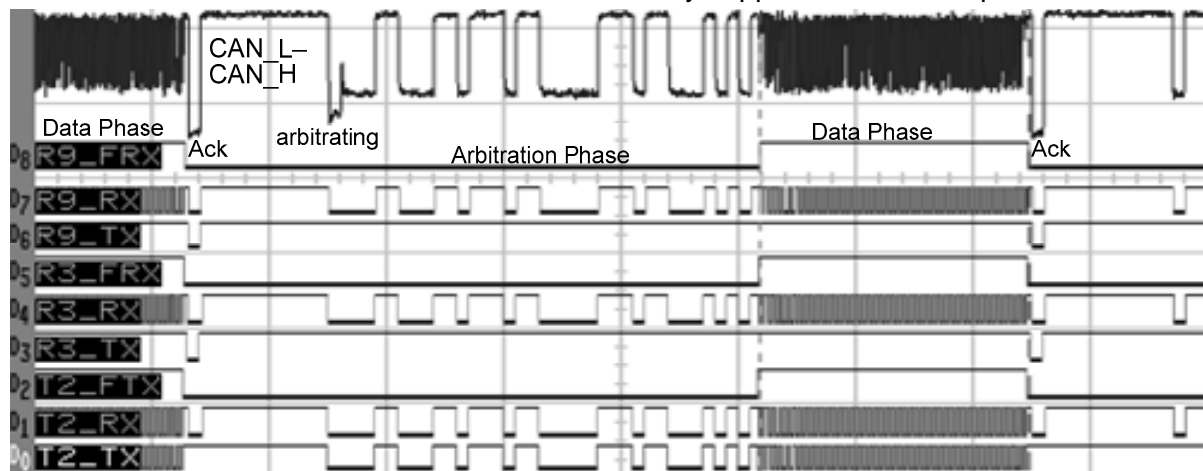 CAN_L–
CAN_H
Data Phase
Ack
arbitrating
Arbitration Phase
Data Phase
Ack
D8 R9_FRX
D7 R9_RX
D6 R9_TX
D5 R3_FRX
D4 R3_RX
D3 R3_TX
D2 T2_FTX
D1 T2_RX
D0 T2_TX